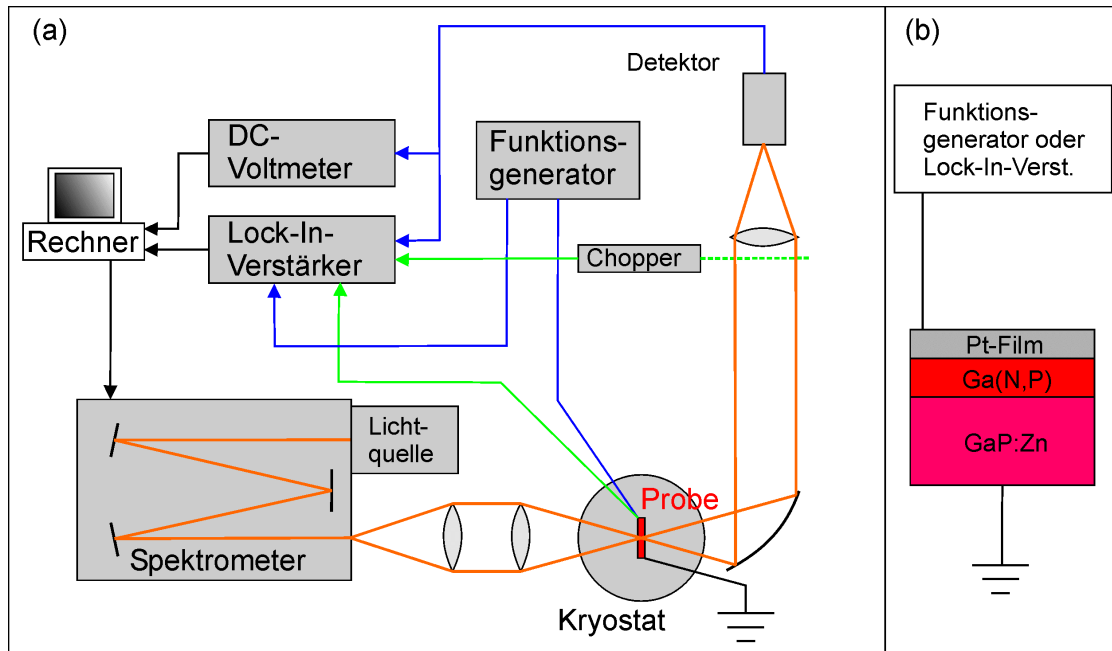 (a)
Detektor
DC-
Voltmeter
Funktions-
generator
Rechner
Lock-In-
Verstärker
Chopper
Licht-
quelle
Spektrometer
Probe
Kryostat
(b)
Funktions-
generator oder
Lock-In-Verst.
Pt-Film
Ga(N,P)
GaP:Zn